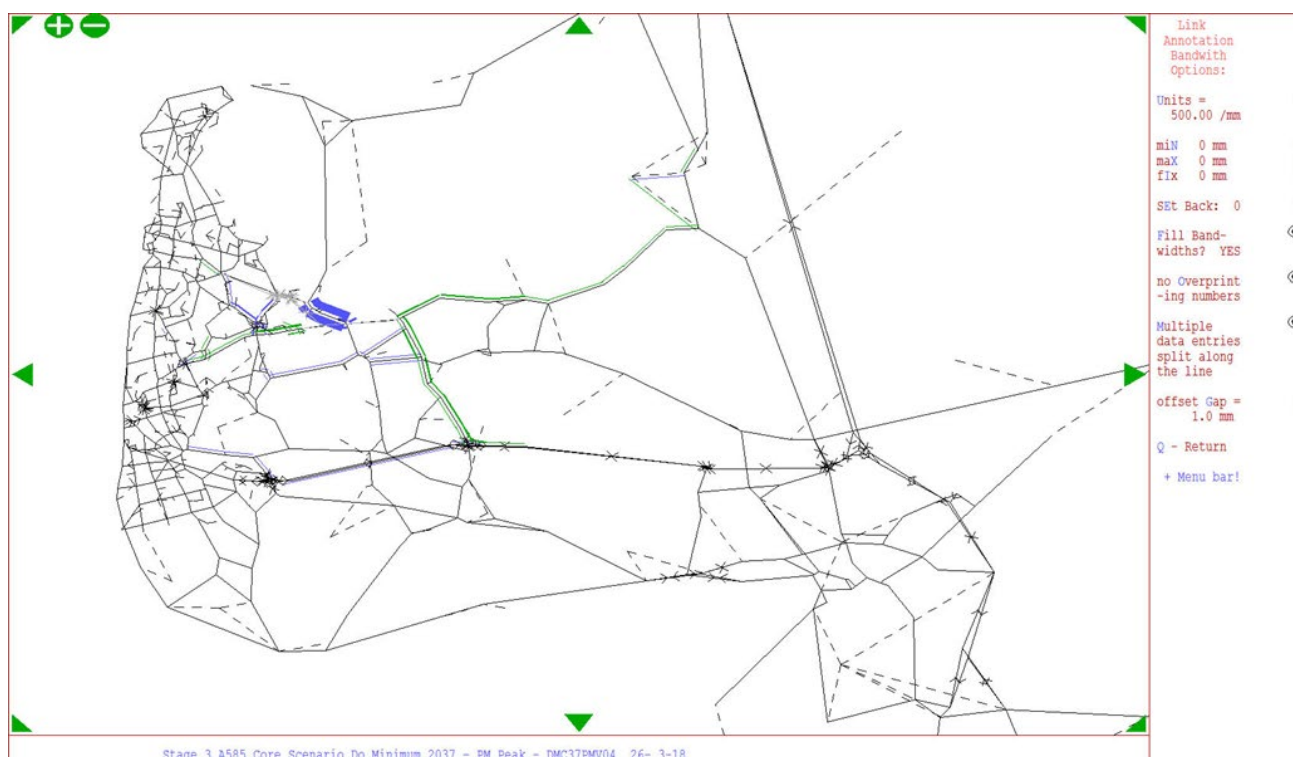 Link
Annotation
Bandwith
Options:
Units =
500.00 /mm
miN 0 mm
maX 0 mm
fIx 0 mm
SEt Back: 0
Fill Band-
widths? YES
no Overprint
-ing numbers
Multiple
data entries
split along
the line
offset Gap =
1.0 mm
Q - Return
+ Menu bar!
Stage 3 A585 Core Scenario Do Minimum 2037 - PM Peak - DMC37PMV04 26- 3-18